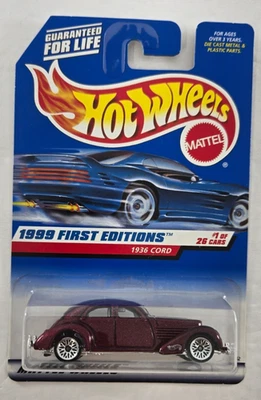 GUARANTEED
FOR LIFE
FOR AGES
OVER 3 YEARS.
DIE CAST METAL &
PLASTIC PARTS.
HOT WHEELS
MATTEL
1999 FIRST EDITIONS™
1936 CORD
#1 OF
26 CARS